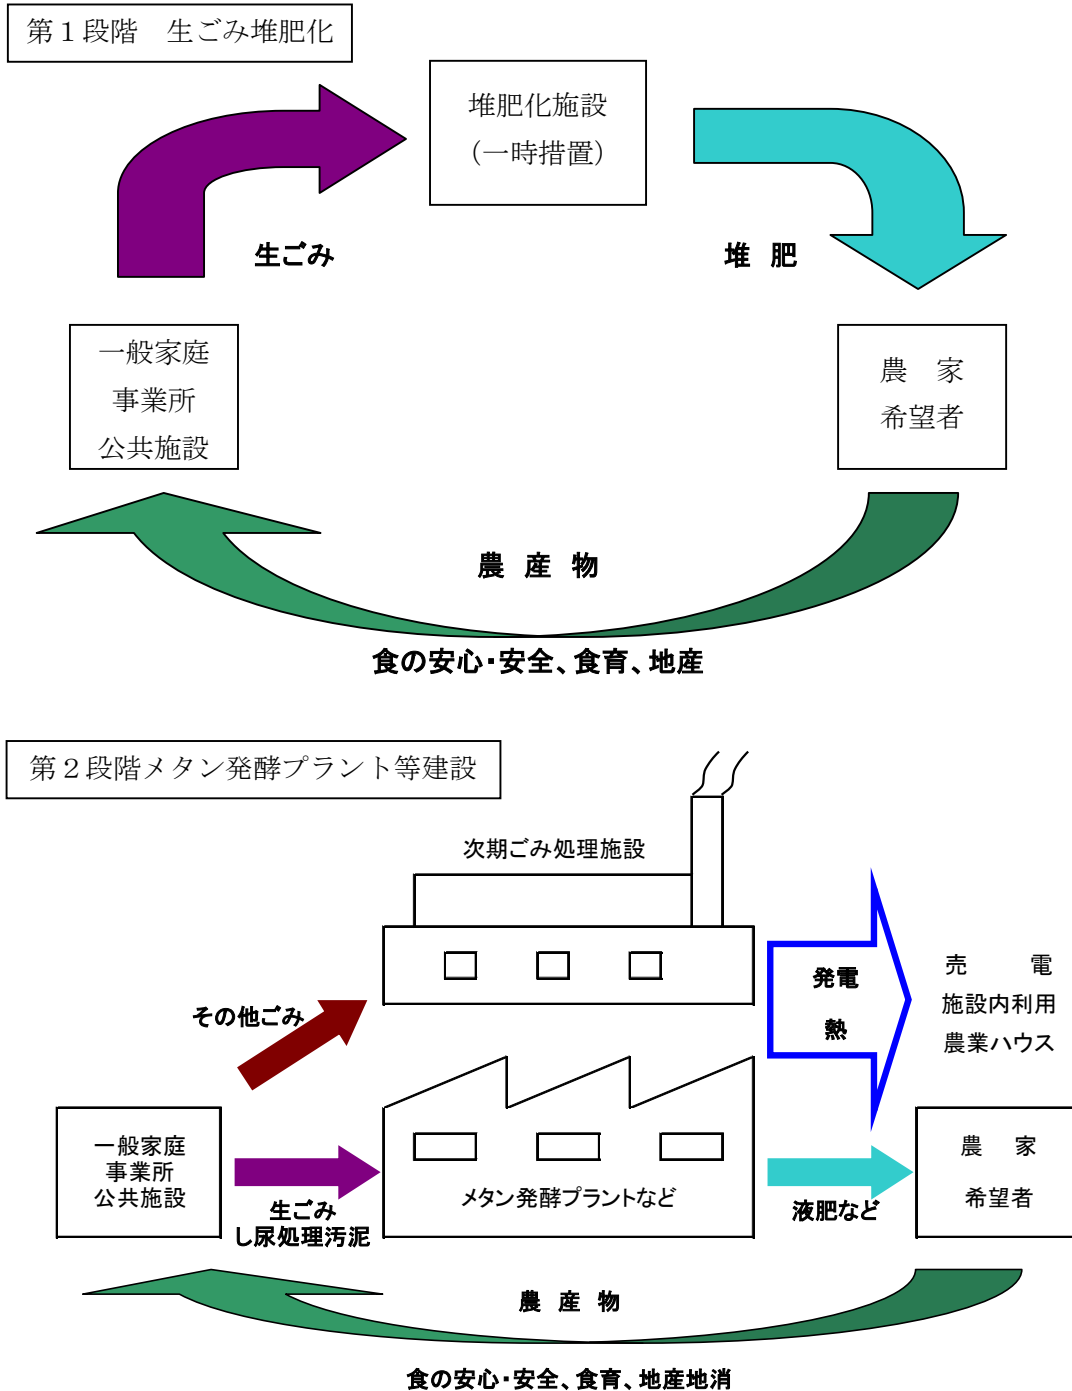 第１段階　生ごみ堆肥化
堆肥化施設
（一時措置）
生ごみ
堆　肥
一般家庭
事業所
公共施設
農　家
希望者
農　産　物
食の安心・安全、食育、地産
第２段階メタン発酵プラント等建設
次期ごみ処理施設
その他ごみ
発電
熱
売　　電
施設内利用
農業ハウス
一般家庭
事業所
公共施設
生ごみ
し尿処理汚泥
メタン発酵プラントなど
液肥など
農　家
希望者
農　産　物
食の安心・安全、食育、地産地消